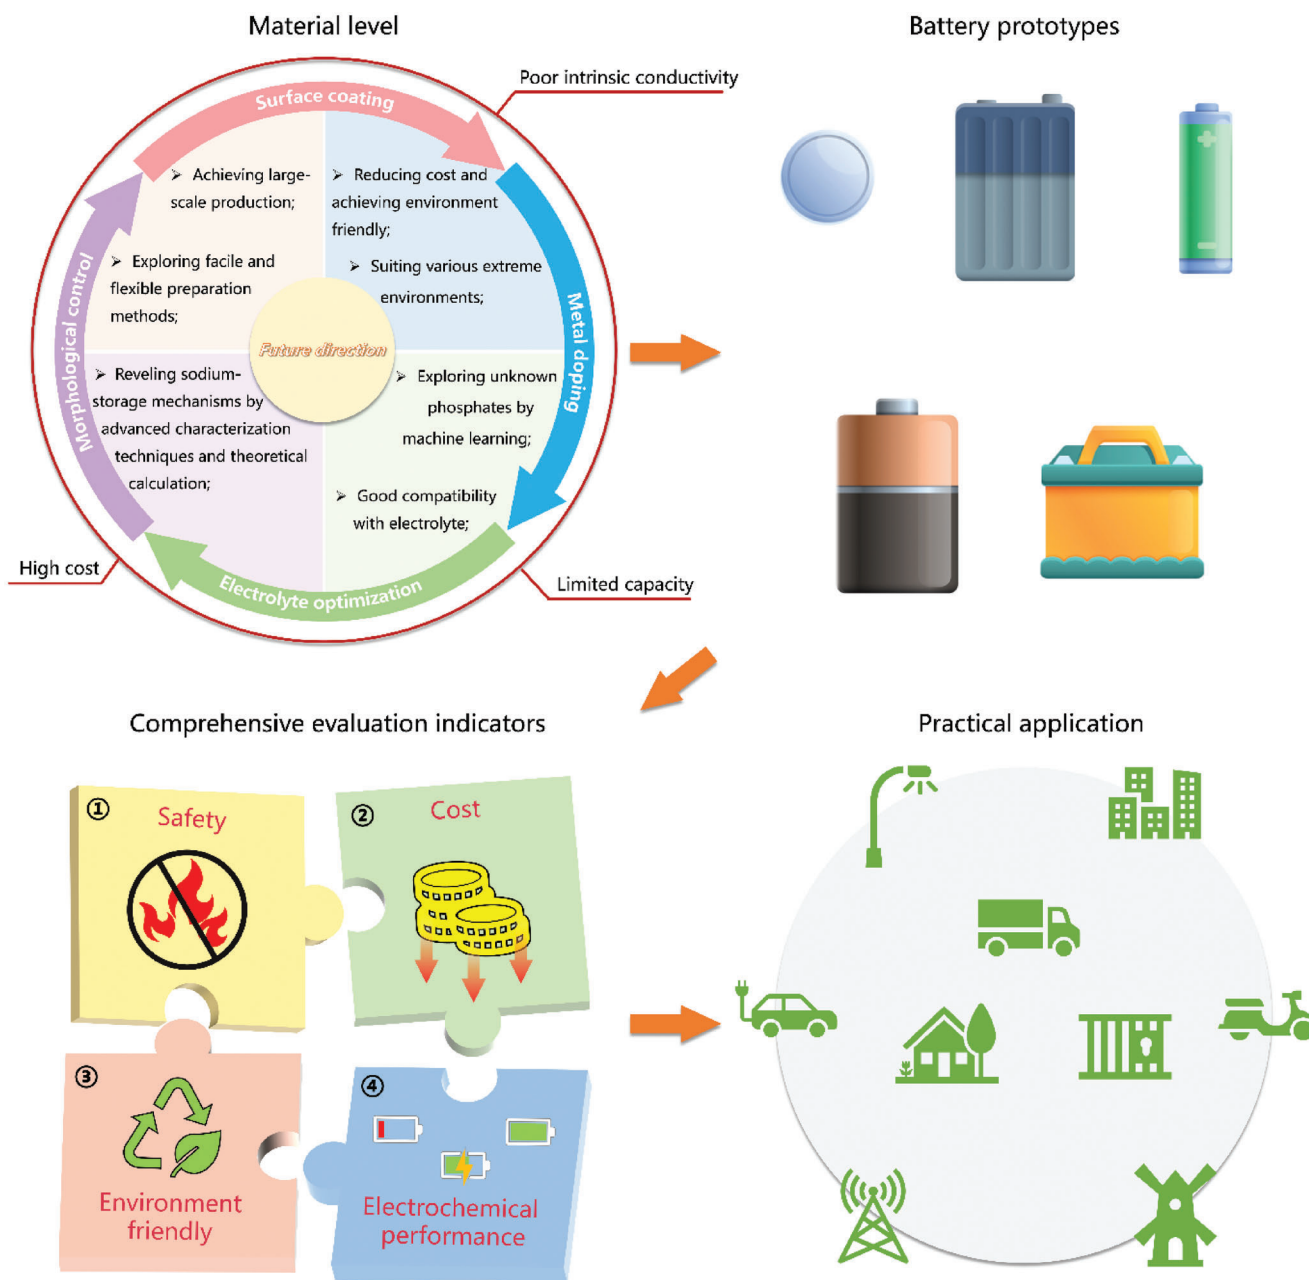 Material level
Battery prototypes
Poor intrinsic conductivity
Surface coating
➢ Achieving large-
scale production;
➢ Reducing cost and
achieving environment
friendly;
➢ Exploring facile and
flexible preparation
methods;
➢ Suiting various extreme
environments;
Morphological control
Metal doping
Future direction
➢ Reveling sodium-
storage mechanisms by
advanced characterization
techniques and theoretical
calculation;
➢ Exploring unknown
phosphates by
machine learning;
➢ Good compatibility
with electrolyte;
High cost
Electrolyte optimization
Limited capacity
Comprehensive evaluation indicators
Practical application
①
Safety
②
Cost
③
Environment
friendly
④
Electrochemical
performance